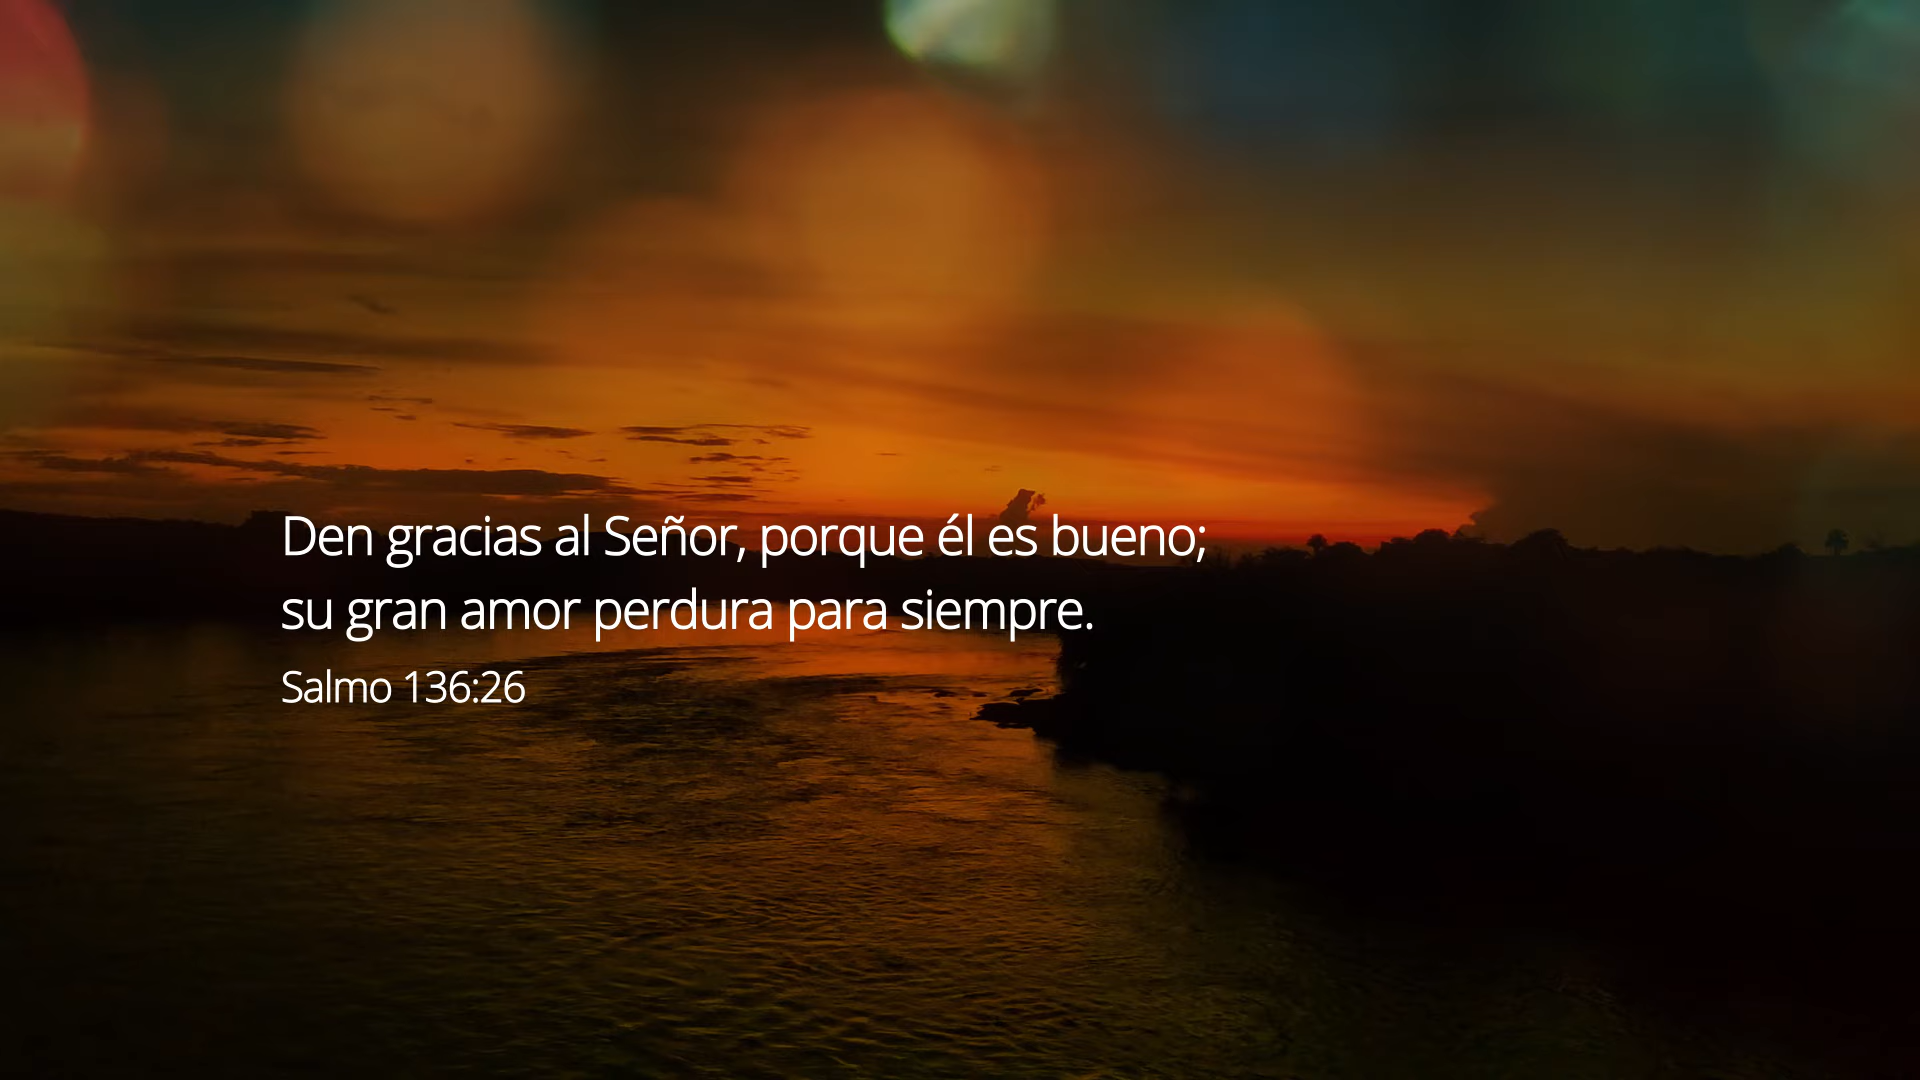 Den gracias al Señor, porque él es bueno;
su gran amor perdura para siempre.
Salmo 136:26